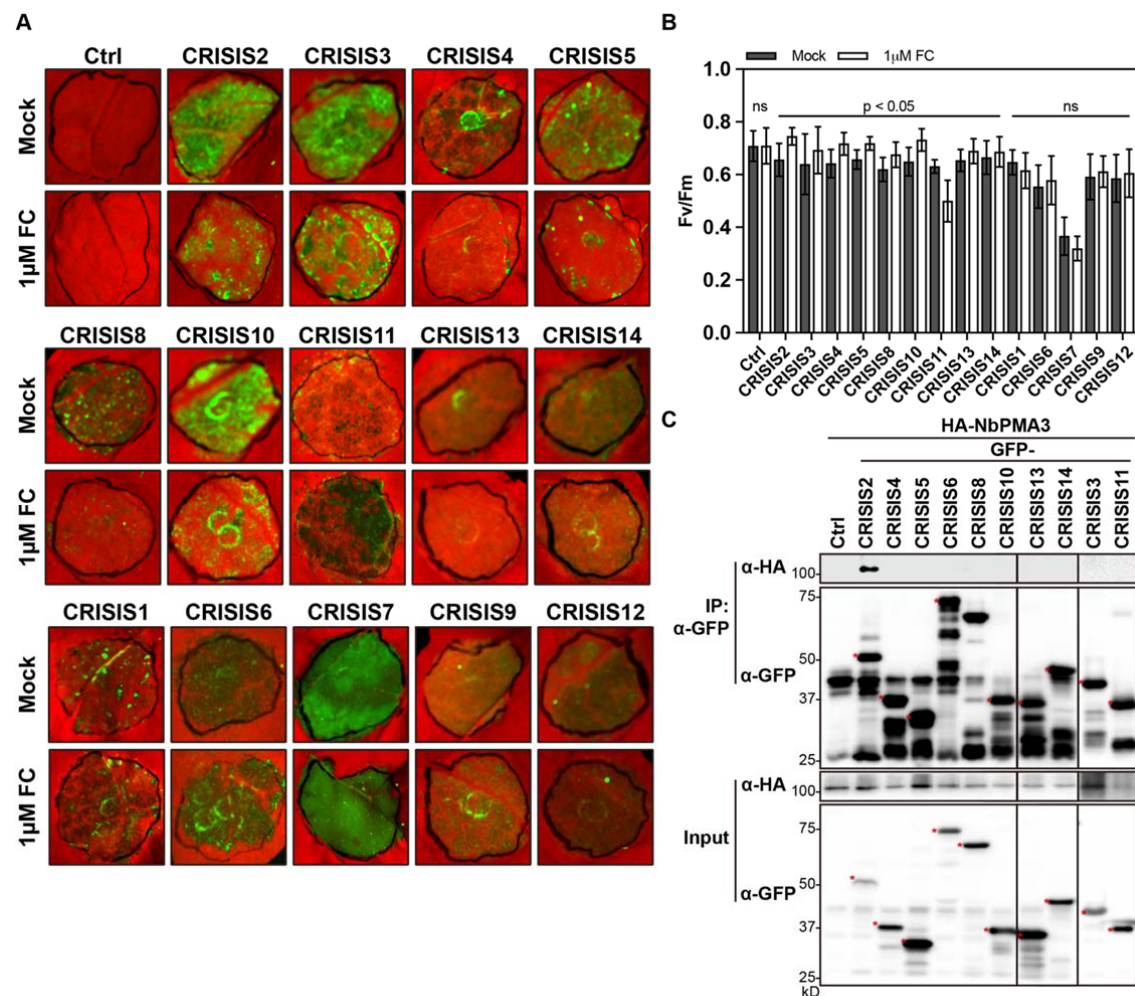 A
Ctrl CRISIS2 CRISIS3 CRISIS4 CRISIS5
Mock
1µM FC
CRISIS8 CRISIS10 CRISIS11 CRISIS13 CRISIS14
Mock
1µM FC
CRISIS1 CRISIS6 CRISIS7 CRISIS9 CRISIS12
Mock
1µM FC
B
Mock 1µM FC
ns p < 0.05 ns
Fv/Fm
1.0
0.8
0.6
0.4
0.2
0.0
Ctrl CRISIS2 CRISIS3 CRISIS4 CRISIS5 CRISIS8 CRISIS10 CRISIS11 CRISIS13 CRISIS14 CRISIS1 CRISIS6 CRISIS7 CRISIS9 CRISIS12
C
HA-NbPMA3
GFP-
Ctrl CRISIS2 CRISIS4 CRISIS5 CRISIS6 CRISIS8 CRISIS10 CRISIS13 CRISIS14 CRISIS3 CRISIS11
IP:
α-GFP
α-HA 100
75
α-GFP 50
37
25
Input
α-HA 100
75
α-GFP 50
37
25
kD